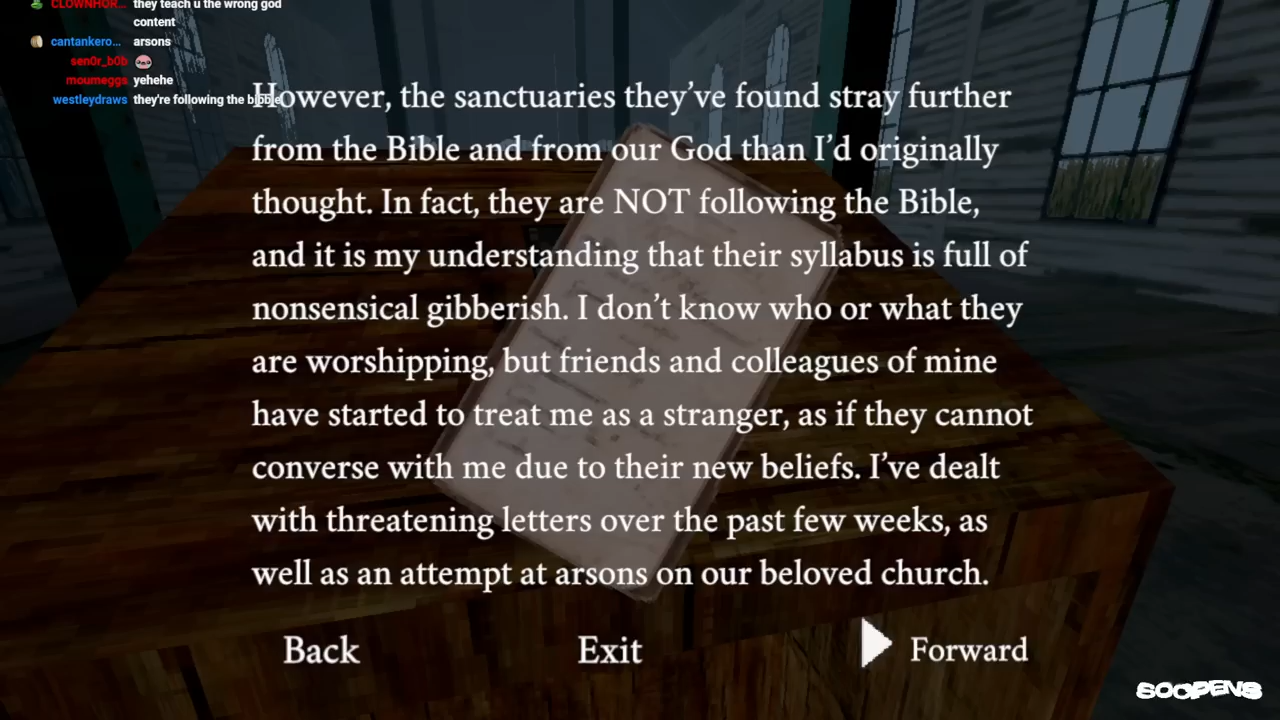 CLOWNHOR... they teach u the wrong god
content
cantankero... arsons
sen0r_b0b
moumeggs yehehe
westleydraws they're following the bibble
However, the sanctuaries they've found stray further
from the Bible and from our God than I'd originally
thought. In fact, they are NOT following the Bible,
and it is my understanding that their syllabus is full of
nonsensical gibberish. I don't know who or what they
are worshipping, but friends and colleagues of mine
have started to treat me as a stranger, as if they cannot
converse with me due to their new beliefs. I've dealt
with threatening letters over the past few weeks, as
well as an attempt at arsons on our beloved church.
Back Exit Forward
SOOPENS